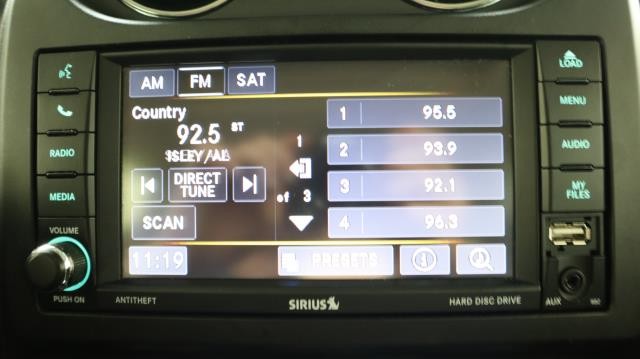 AM FM SAT
Country
92.5 ST
DIRECT TUNE
SCAN
11:19
1
of 3
1 95.5
2 93.9
3 92.1
4 96.3
PRESETS
RADIO
MEDIA
VOLUME
PUSH ON
ANTITHEFT
SIRIUS
HARD DISC DRIVE
LOAD
MENU
AUDIO
MY FILES
AUX